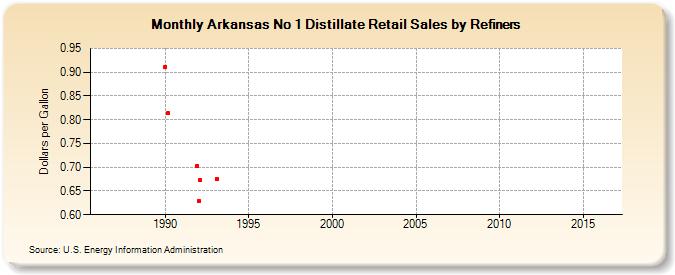 Monthly Arkansas No 1 Distillate Retail Sales by Refiners
Dollars per Gallon
0.95
0.90
0.85
0.80
0.75
0.70
0.65
0.60
1990 1995 2000 2005 2010 2015
Source: U.S. Energy Information Administration